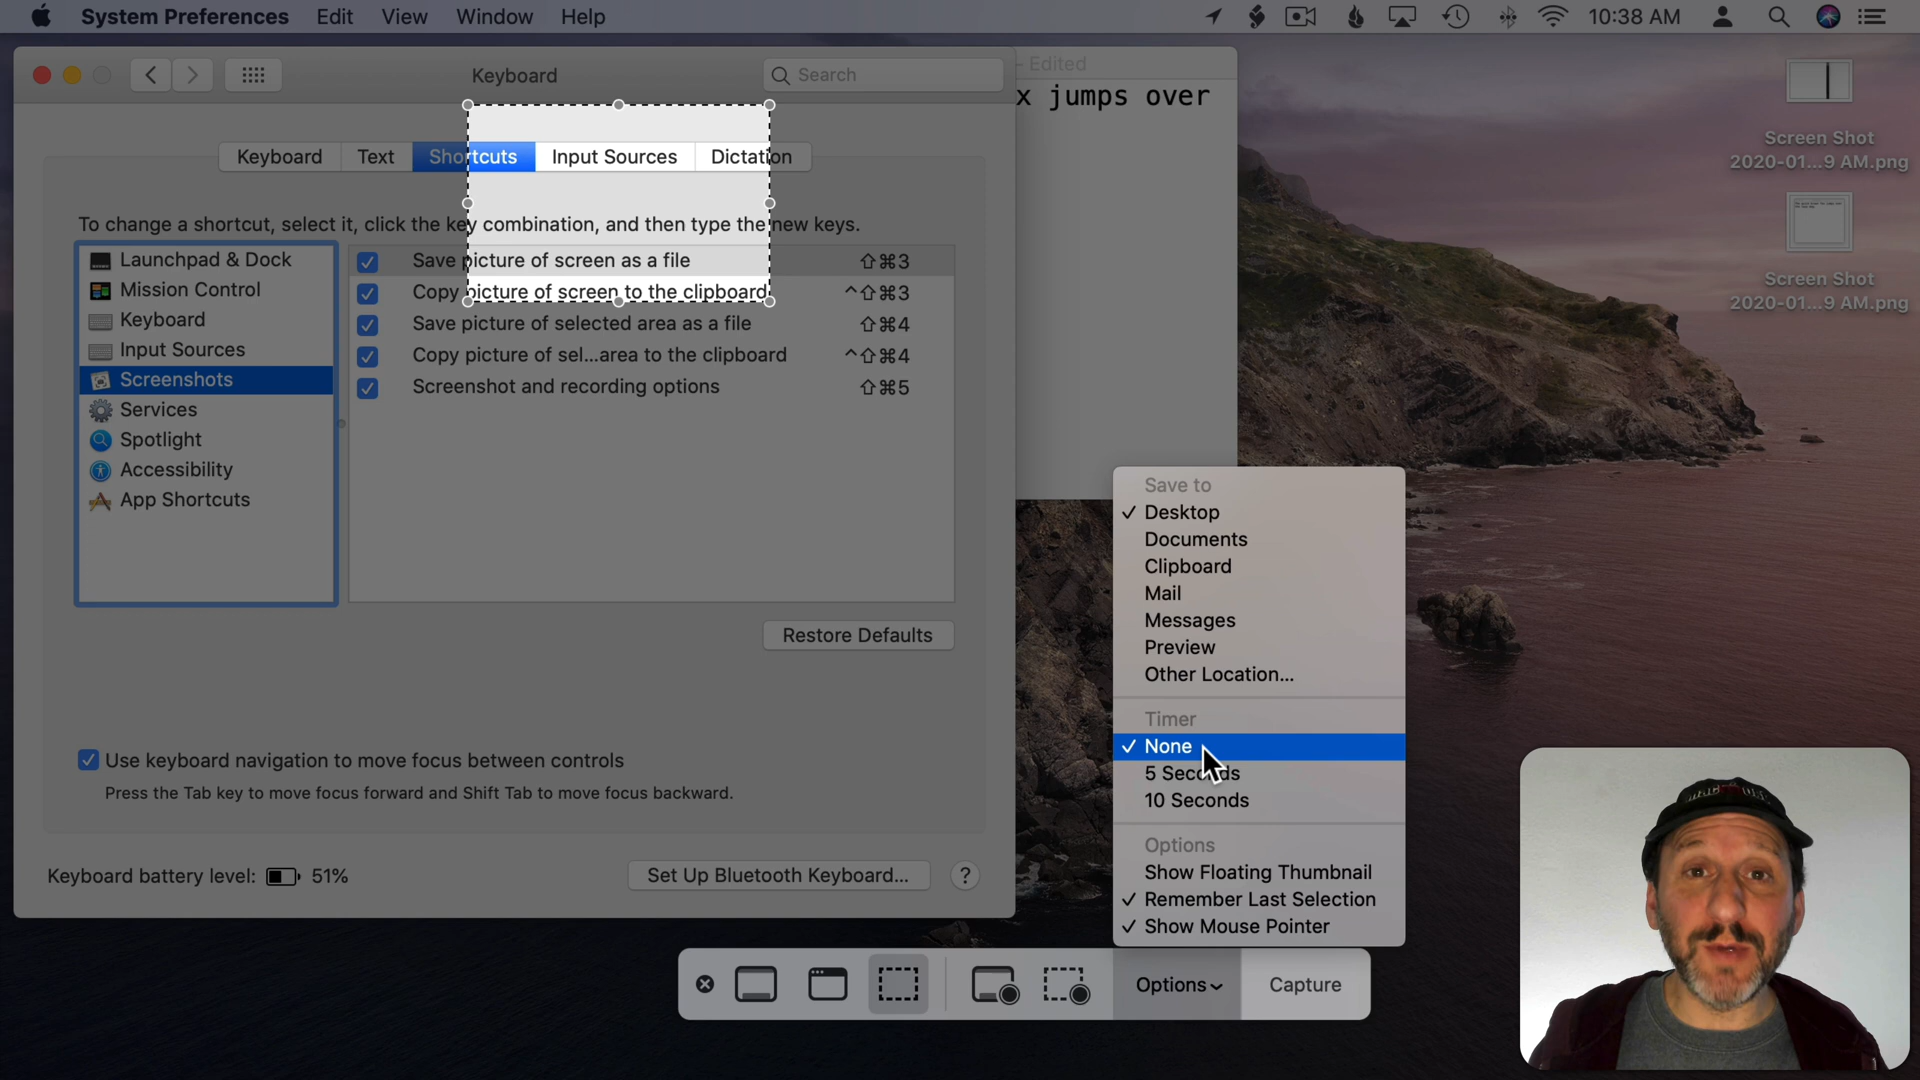 System Preferences Edit View Window Help
10:38 AM
Keyboard
Search
- Edited
x jumps over
Keyboard Text Shortcuts Input Sources Dictation
To change a shortcut, select it, click the key combination, and then type the new keys.
Launchpad & Dock
Mission Control
Keyboard
Input Sources
Screenshots
Services
Spotlight
Accessibility
App Shortcuts
Save picture of screen as a file ⇧⌘3
Copy picture of screen to the clipboard ^⇧⌘3
Save picture of selected area as a file ⇧⌘4
Copy picture of sel...area to the clipboard ^⇧⌘4
Screenshot and recording options ⇧⌘5
Restore Defaults
Use keyboard navigation to move focus between controls
Press the Tab key to move focus forward and Shift Tab to move focus backward.
Keyboard battery level: 51%
Set Up Bluetooth Keyboard...
?
Save to
Desktop
Documents
Clipboard
Mail
Messages
Preview
Other Location...
Timer
None
5 Seconds
10 Seconds
Options
Show Floating Thumbnail
Remember Last Selection
Show Mouse Pointer
Options
Capture
Screen Shot
2020-01...9 AM.png
Screen Shot
2020-01...9 AM.png